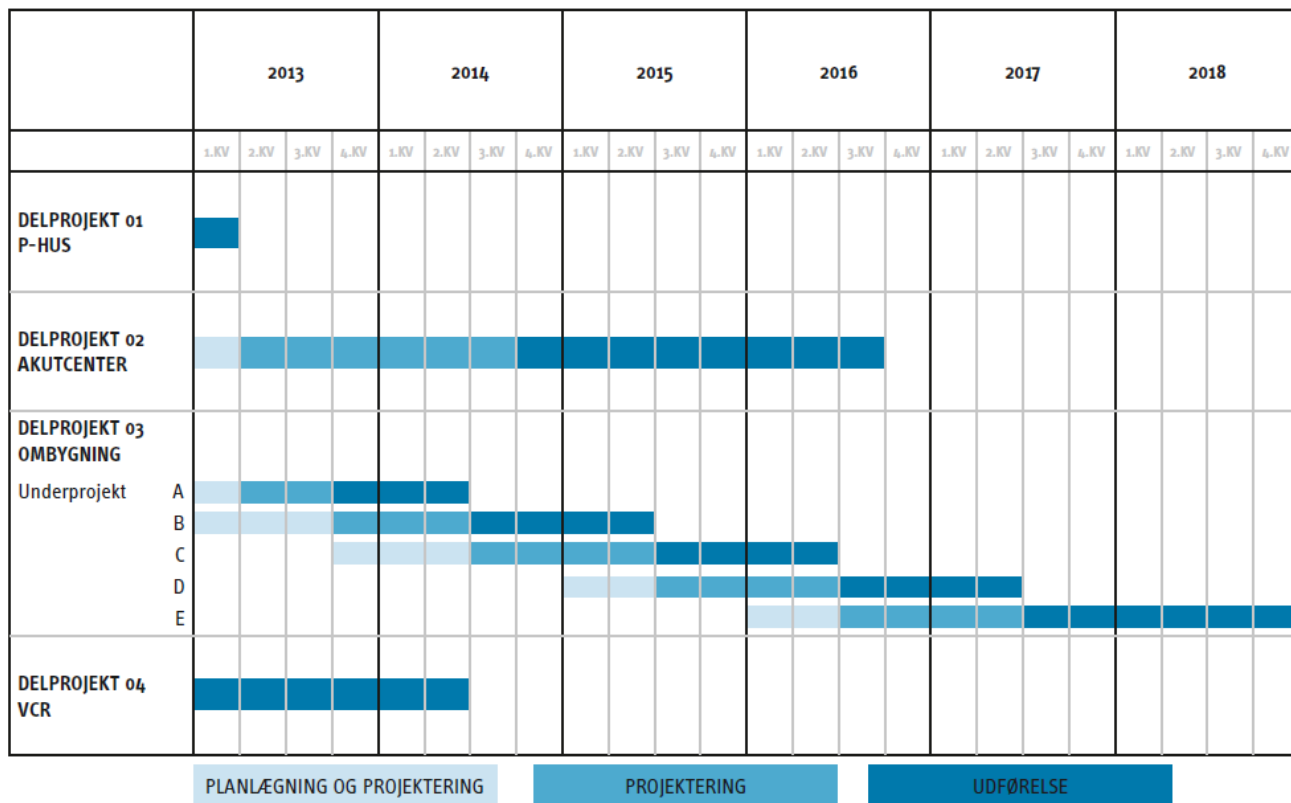 2013 2014 2015 2016 2017 2018
1.KV 2.KV 3.KV 4.KV 1.KV 2.KV 3.KV 4.KV 1.KV 2.KV 3.KV 4.KV 1.KV 2.KV 3.KV 4.KV 1.KV 2.KV 3.KV 4.KV 1.KV 2.KV 3.KV 4.KV
DELPROJEKT 01
P-HUS
DELPROJEKT 02
AKUTCENTER
DELPROJEKT 03
OMBYGNING
Underprojekt A
B
C
D
E
DELPROJEKT 04
VCR
PLANLÆGNING OG PROJEKTERING PROJEKTERING UDFØRELSE